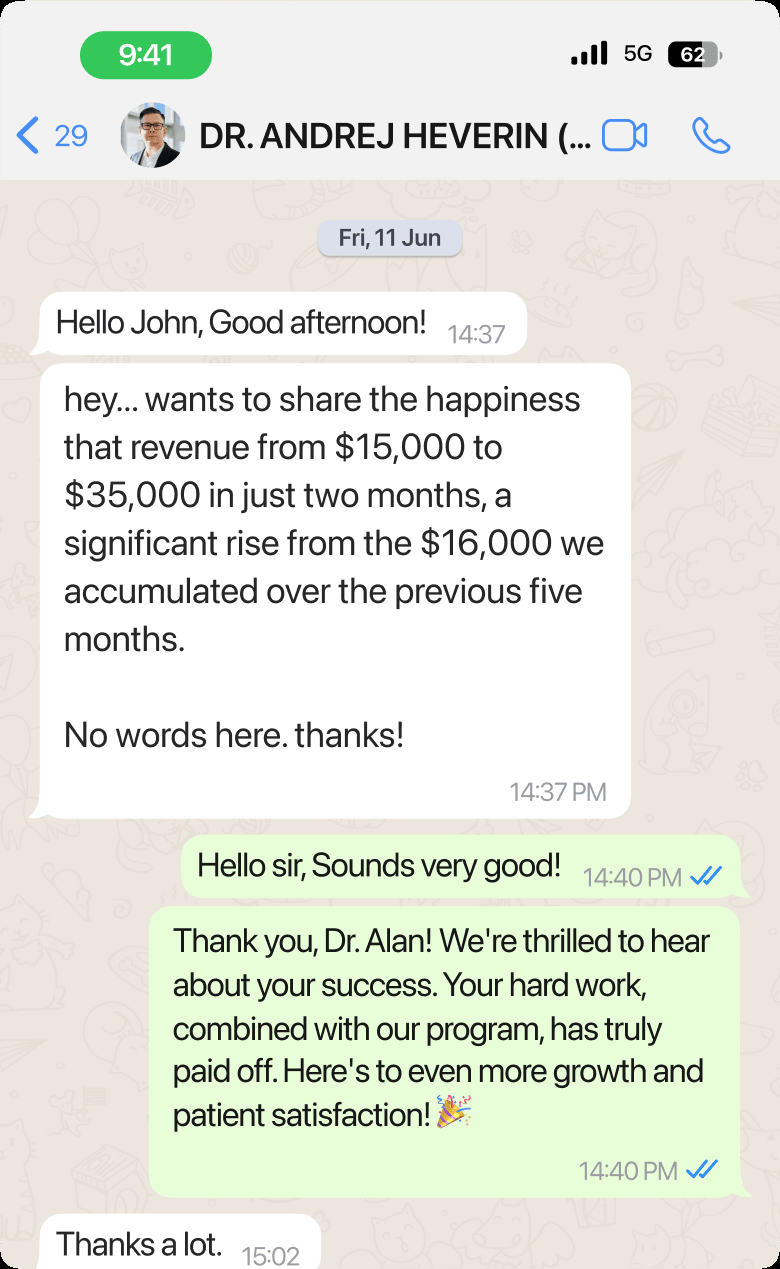 9:41
5G
62
29
DR. ANDREJ HEVERIN (...
Fri, 11 Jun
Hello John, Good afternoon!
14:37
hey... wants to share the happiness
that revenue from $15,000 to
$35,000 in just two months, a
significant rise from the $16,000 we
accumulated over the previous five
months.
No words here. thanks!
14:37 PM
Hello sir, Sounds very good!
14:40 PM
Thank you, Dr. Alan! We're thrilled to hear
about your success. Your hard work,
combined with our program, has truly
paid off. Here's to even more growth and
patient satisfaction!🎉
14:40 PM
Thanks a lot.
15:02